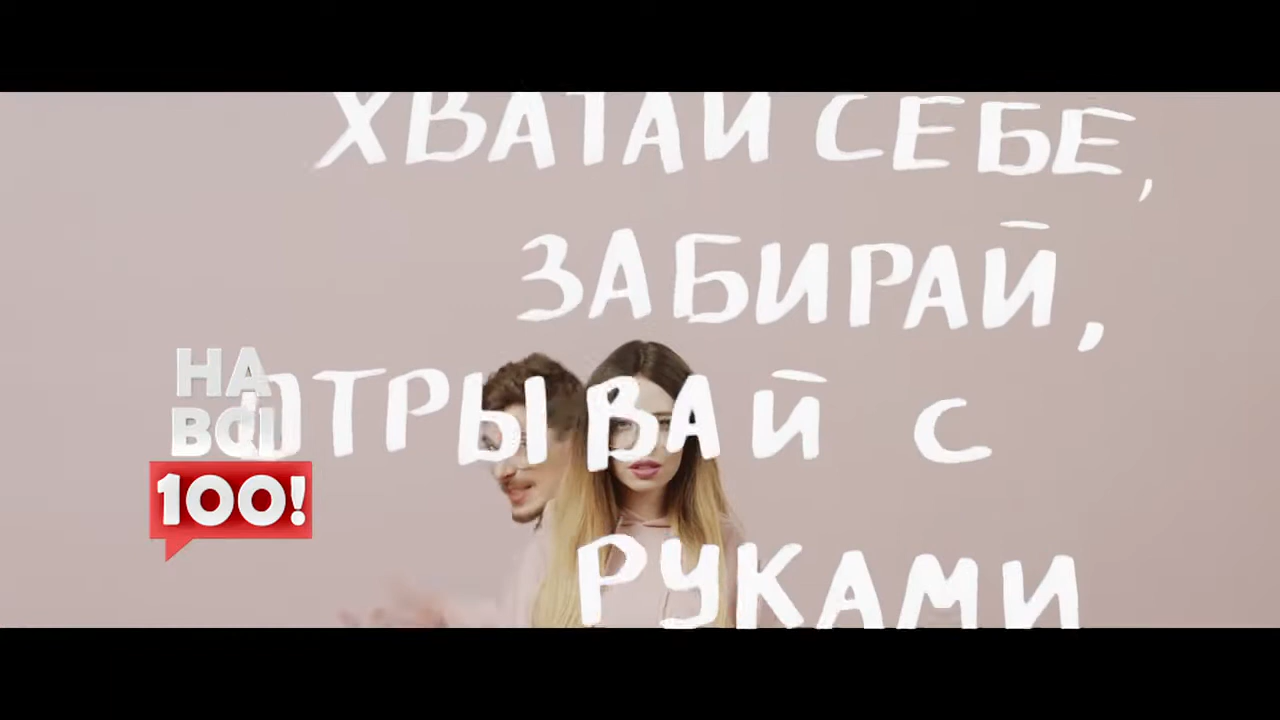 ХВАТАЙ СЕБЕ,
ЗАБИРАЙ,
ОТРЫВАЙ С
РУКАМИ
НА
ВСІ
100!